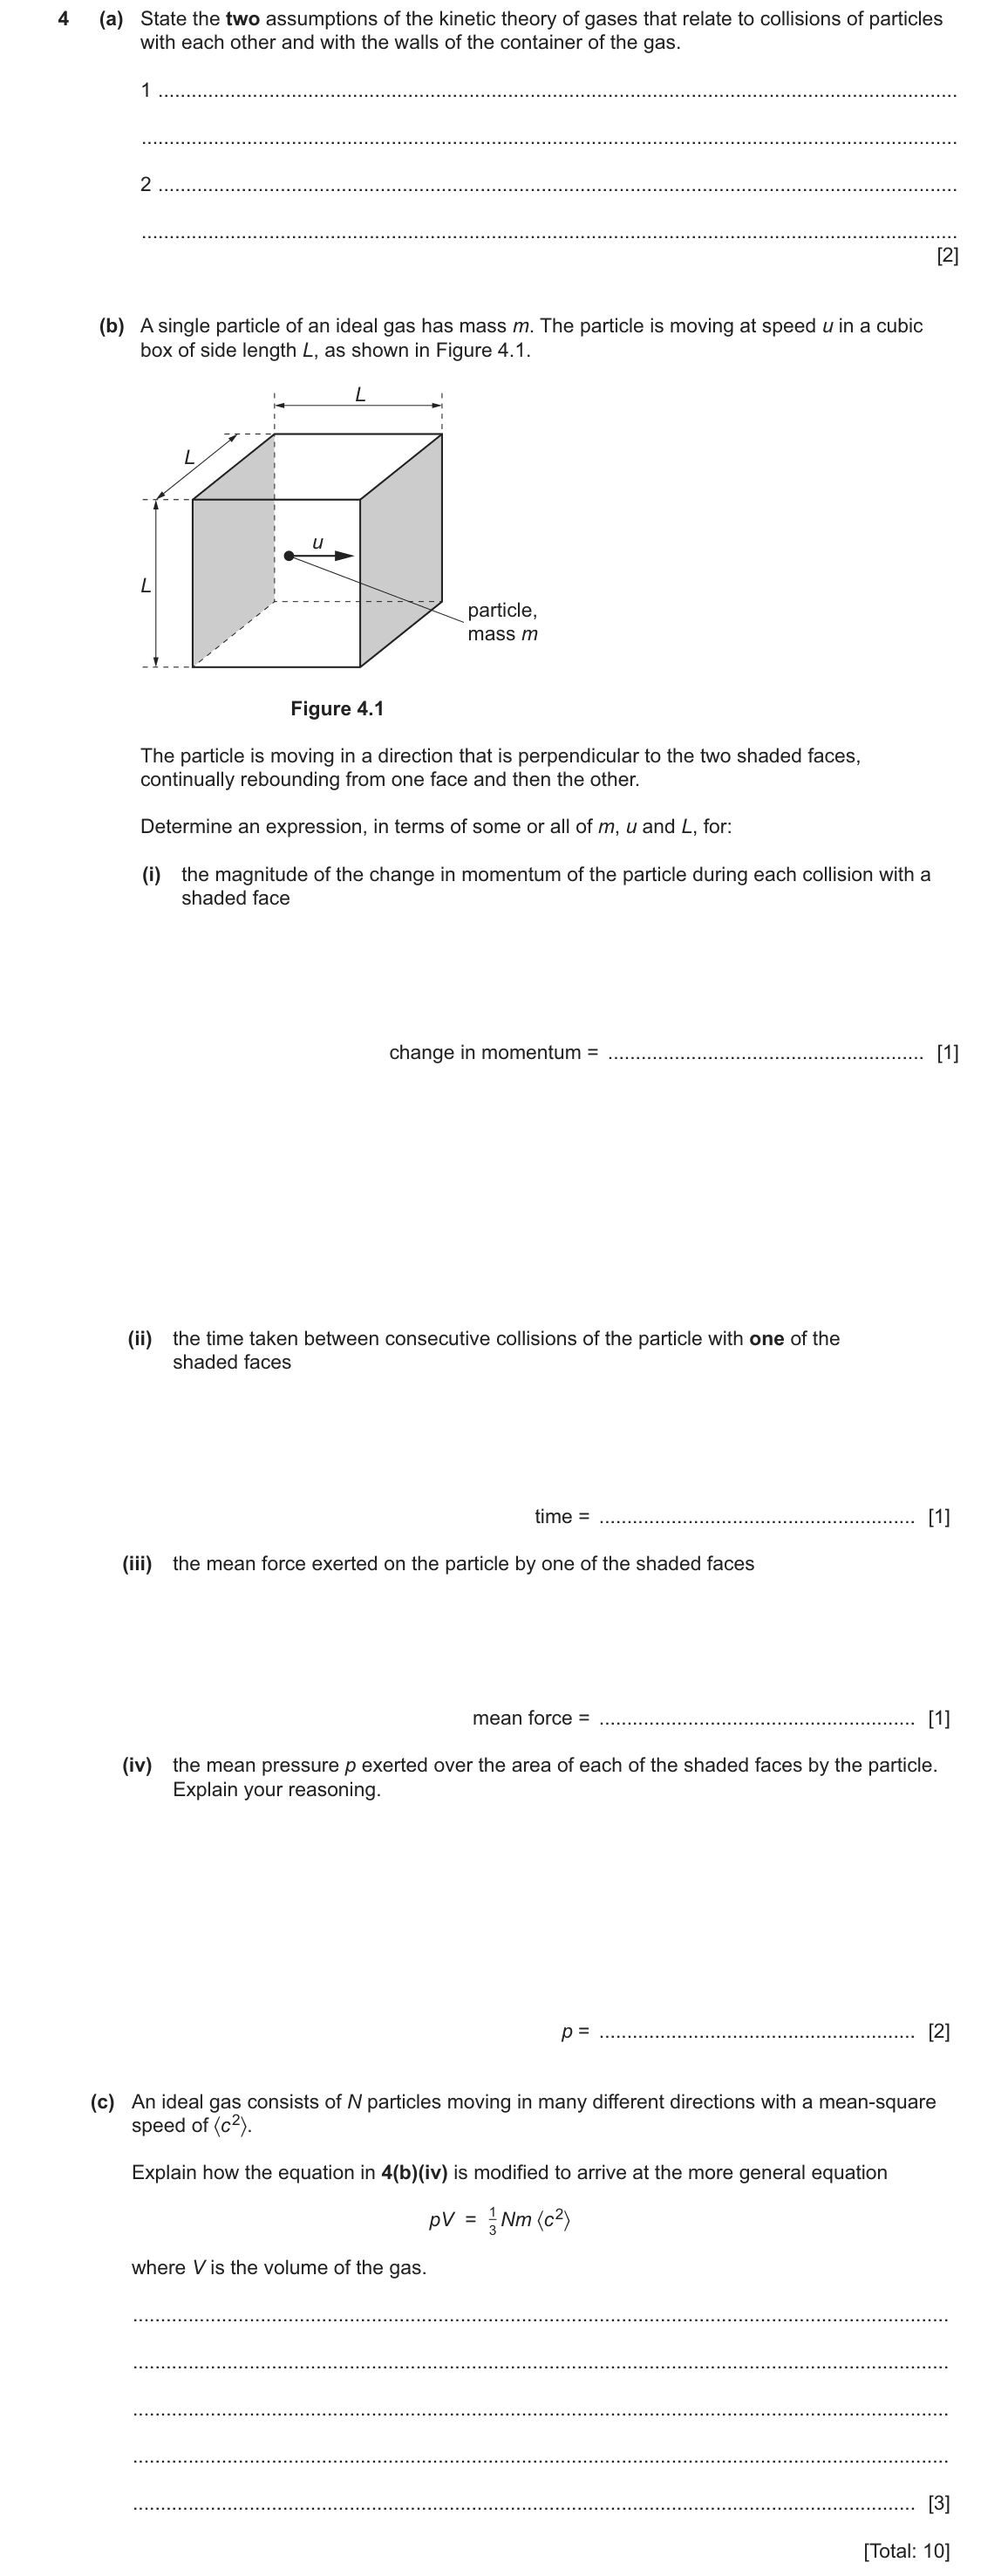 4 (a) State the two assumptions of the kinetic theory of gases that relate to collisions of particles
with each other and with the walls of the container of the gas.
1 ..........
..........
2 ..........
..........
[2]
(b) A single particle of an ideal gas has mass m. The particle is moving at speed u in a cubic
box of side length L, as shown in Figure 4.1.
L
L
u
L
particle,
mass m
Figure 4.1
The particle is moving in a direction that is perpendicular to the two shaded faces,
continually rebounding from one face and then the other.
Determine an expression, in terms of some or all of m, u and L, for:
(i) the magnitude of the change in momentum of the particle during each collision with a
shaded face
change in momentum = .......... [1]
(ii) the time taken between consecutive collisions of the particle with one of the
shaded faces
time = .......... [1]
(iii) the mean force exerted on the particle by one of the shaded faces
mean force = .......... [1]
(iv) the mean pressure p exerted over the area of each of the shaded faces by the particle.
Explain your reasoning.
p = .......... [2]
(c) An ideal gas consists of N particles moving in many different directions with a mean-square
speed of ⟨c²⟩.
Explain how the equation in 4(b)(iv) is modified to arrive at the more general equation
pV = 1/3 Nm ⟨c²⟩
where V is the volume of the gas.
..........
..........
..........
..........
.......... [3]
[Total: 10]